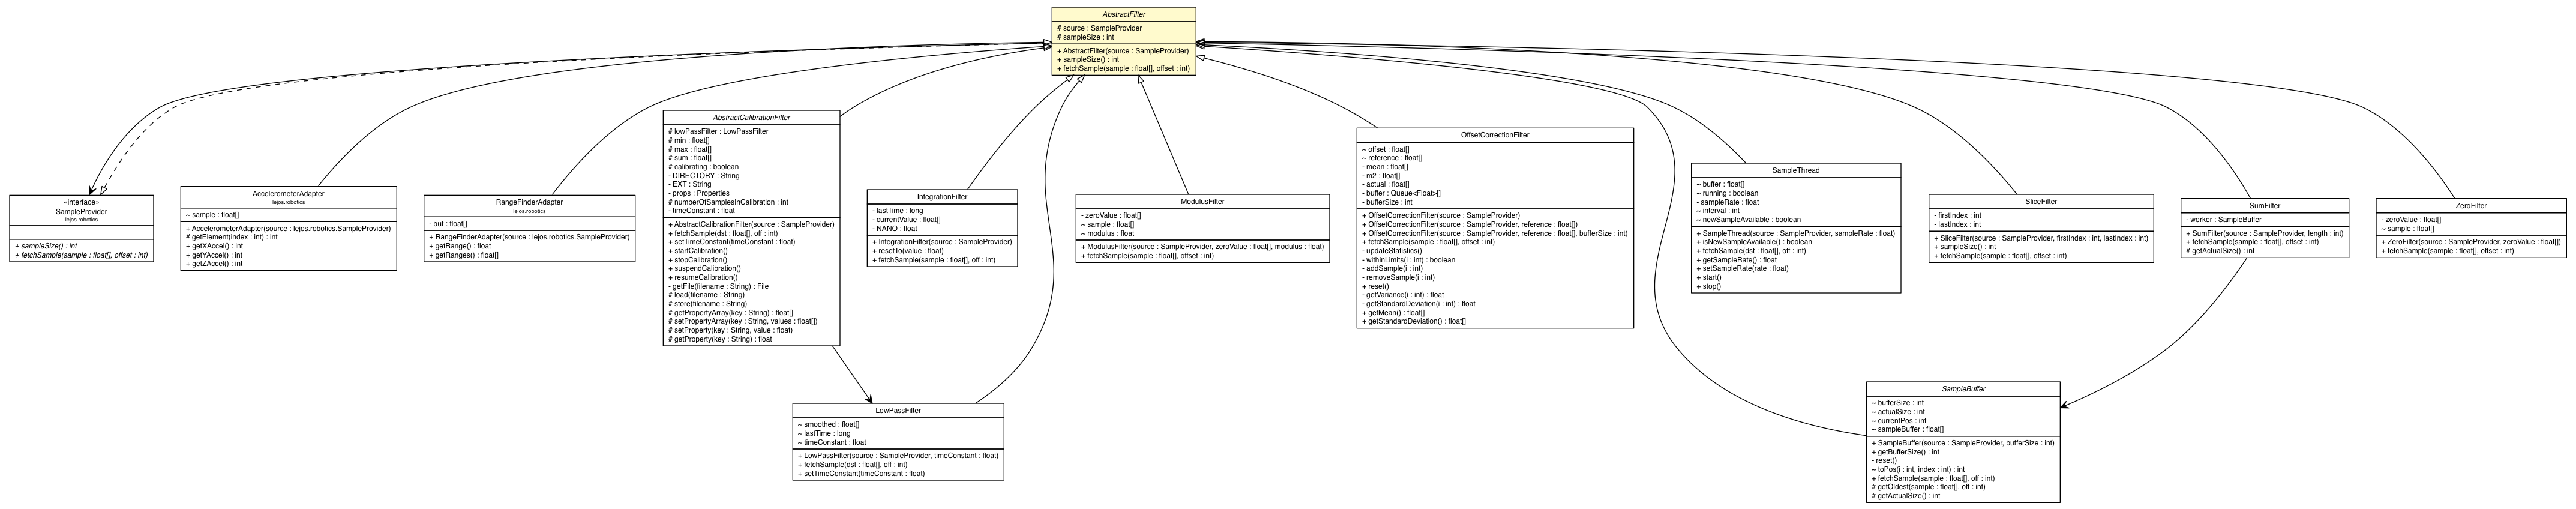 AbstractFilter
# source : SampleProvider
# sampleSize : int
+ AbstractFilter(source : SampleProvider)
+ sampleSize() : int
+ fetchSample(sample : float[], offset : int)
«interface»
SampleProvider
lejos.robotics
+ sampleSize() : int
+ fetchSample(sample : float[], offset : int)
AccelerometerAdapter
lejos.robotics
~ sample : float[]
+ AccelerometerAdapter(source : lejos.robotics.SampleProvider)
# getElement(index : int) : int
+ getXAccel() : int
+ getYAccel() : int
+ getZAccel() : int
RangeFinderAdapter
lejos.robotics
- buf : float[]
+ RangeFinderAdapter(source : lejos.robotics.SampleProvider)
+ getRange() : float
+ getRanges() : float[]
AbstractCalibrationFilter
# lowPassFilter : LowPassFilter
# min : float[]
# max : float[]
# sum : float[]
# calibrating : boolean
- DIRECTORY : String
- EXT : String
- props : Properties
# numberOfSamplesInCalibration : int
- timeConstant : float
+ AbstractCalibrationFilter(source : SampleProvider)
+ fetchSample(dst : float[], off : int)
+ setTimeConstant(timeConstant : float)
+ startCalibration()
+ stopCalibration()
+ suspendCalibration()
+ resumeCalibration()
- getFile(filename : String) : File
# load(filename : String)
# store(filename : String)
# getPropertyArray(key : String) : float[]
# setPropertyArray(key : String, values : float[])
# setProperty(key : String, value : float)
# getProperty(key : String) : float
LowPassFilter
~ smoothed : float[]
~ lastTime : long
~ timeConstant : float
+ LowPassFilter(source : SampleProvider, timeConstant : float)
+ fetchSample(dst : float[], off : int)
+ setTimeConstant(timeConstant : float)
IntegrationFilter
- lastTime : long
- currentValue : float[]
- NANO : float
+ IntegrationFilter(source : SampleProvider)
+ resetTo(value : float)
+ fetchSample(sample : float[], off : int)
ModulusFilter
- zeroValue : float[]
~ sample : float[]
~ modulus : float
+ ModulusFilter(source : SampleProvider, zeroValue : float[], modulus : float)
+ fetchSample(sample : float[], offset : int)
OffsetCorrectionFilter
~ offset : float[]
~ reference : float[]
- mean : float[]
- m2 : float[]
- actual : float[]
- buffer : Queue<Float>[]
- bufferSize : int
+ OffsetCorrectionFilter(source : SampleProvider)
+ OffsetCorrectionFilter(source : SampleProvider, reference : float[])
+ OffsetCorrectionFilter(source : SampleProvider, reference : float[], bufferSize : int)
+ fetchSample(sample : float[], offset : int)
- updateStatistics()
- withinLimits(i : int) : boolean
- addSample(i : int)
- removeSample(i : int)
+ reset()
- getVariance(i : int) : float
- getStandardDeviation(i : int) : float
+ getMean() : float[]
+ getStandardDeviation() : float[]
SampleThread
~ buffer : float[]
~ running : boolean
- sampleRate : float
~ interval : int
~ newSampleAvailable : boolean
+ SampleThread(source : SampleProvider, sampleRate : float)
+ isNewSampleAvailable() : boolean
+ fetchSample(dst : float[], off : int)
+ getSampleRate() : float
+ setSampleRate(rate : float)
+ start()
+ stop()
SampleBuffer
~ bufferSize : int
~ actualSize : int
~ currentPos : int
~ sampleBuffer : float[]
+ SampleBuffer(source : SampleProvider, bufferSize : int)
+ getBufferSize() : int
- reset()
~ toPos(i : int, index : int) : int
+ fetchSample(sample : float[], off : int)
# getOldest(sample : float[], off : int)
# getActualSize() : int
SliceFilter
- firstIndex : int
- lastIndex : int
+ SliceFilter(source : SampleProvider, firstIndex : int, lastIndex : int)
+ sampleSize() : int
+ fetchSample(sample : float[], offset : int)
SumFilter
- worker : SampleBuffer
+ SumFilter(source : SampleProvider, length : int)
+ fetchSample(sample : float[], offset : int)
# getActualSize() : int
ZeroFilter
- zeroValue : float[]
~ sample : float[]
+ ZeroFilter(source : SampleProvider, zeroValue : float[])
+ fetchSample(sample : float[], offset : int)